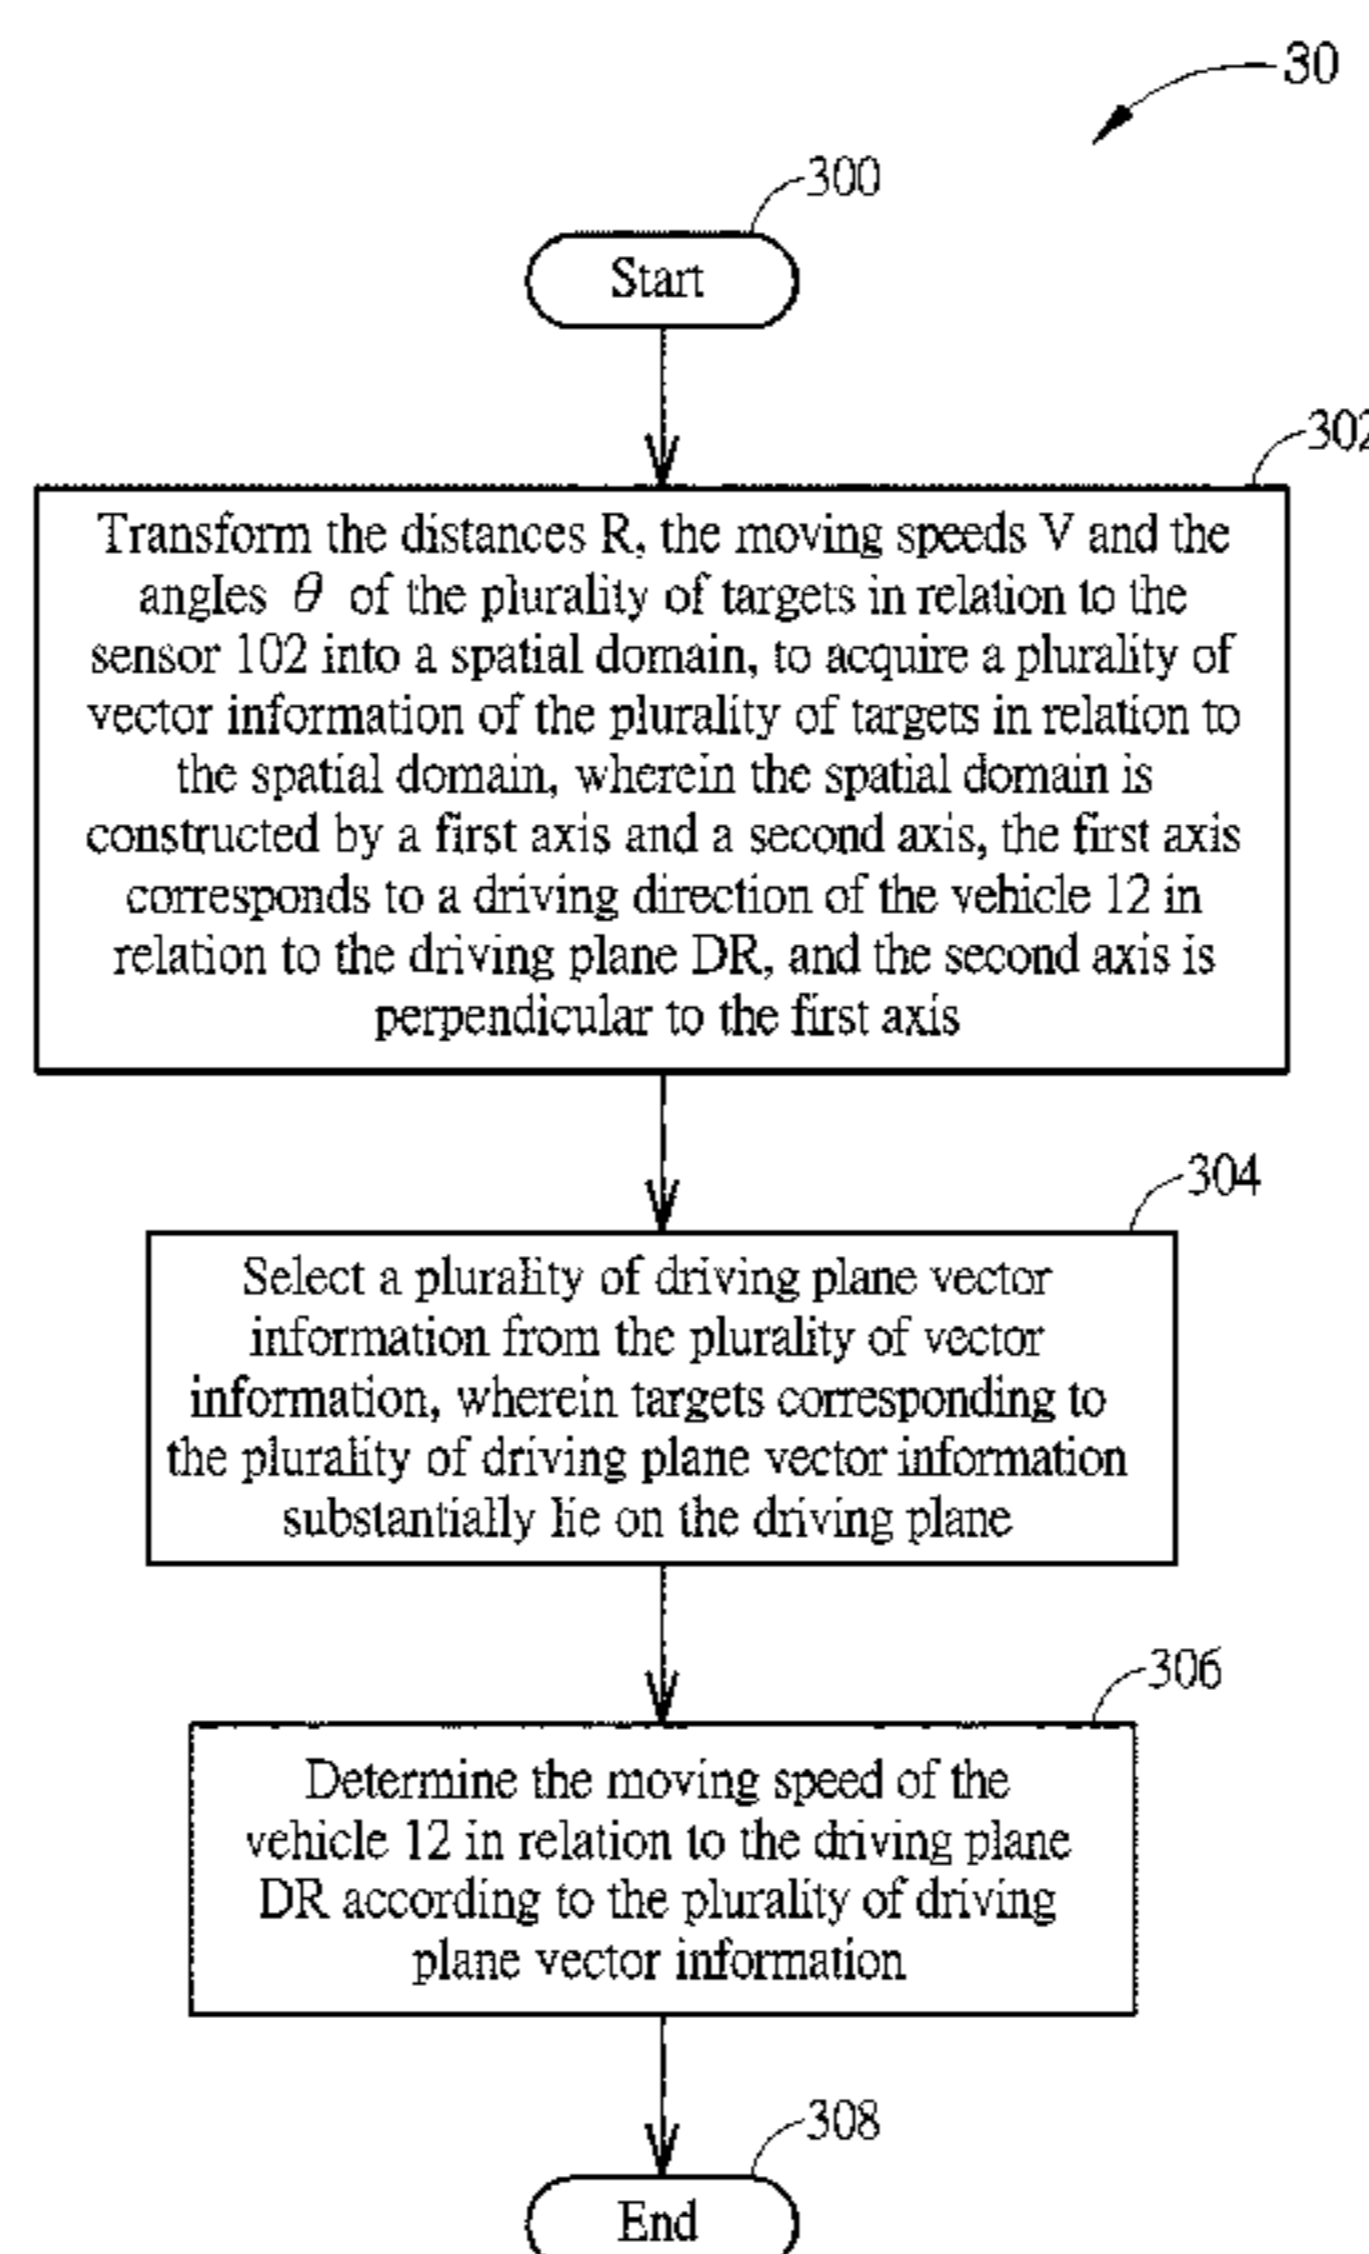 30
300
Start
302
Transform the distances R, the moving speeds V and the
angles θ of the plurality of targets in relation to the
sensor 102 into a spatial domain, to acquire a plurality of
vector information of the plurality of targets in relation to
the spatial domain, wherein the spatial domain is
constructed by a first axis and a second axis, the first axis
corresponds to a driving direction of the vehicle 12 in
relation to the driving plane DR, and the second axis is
perpendicular to the first axis
304
Select a plurality of driving plane vector
information from the plurality of vector
information, wherein targets corresponding to
the plurality of driving plane vector information
substantially lie on the driving plane
306
Determine the moving speed of the
vehicle 12 in relation to the driving plane
DR according to the plurality of driving
plane vector information
308
End